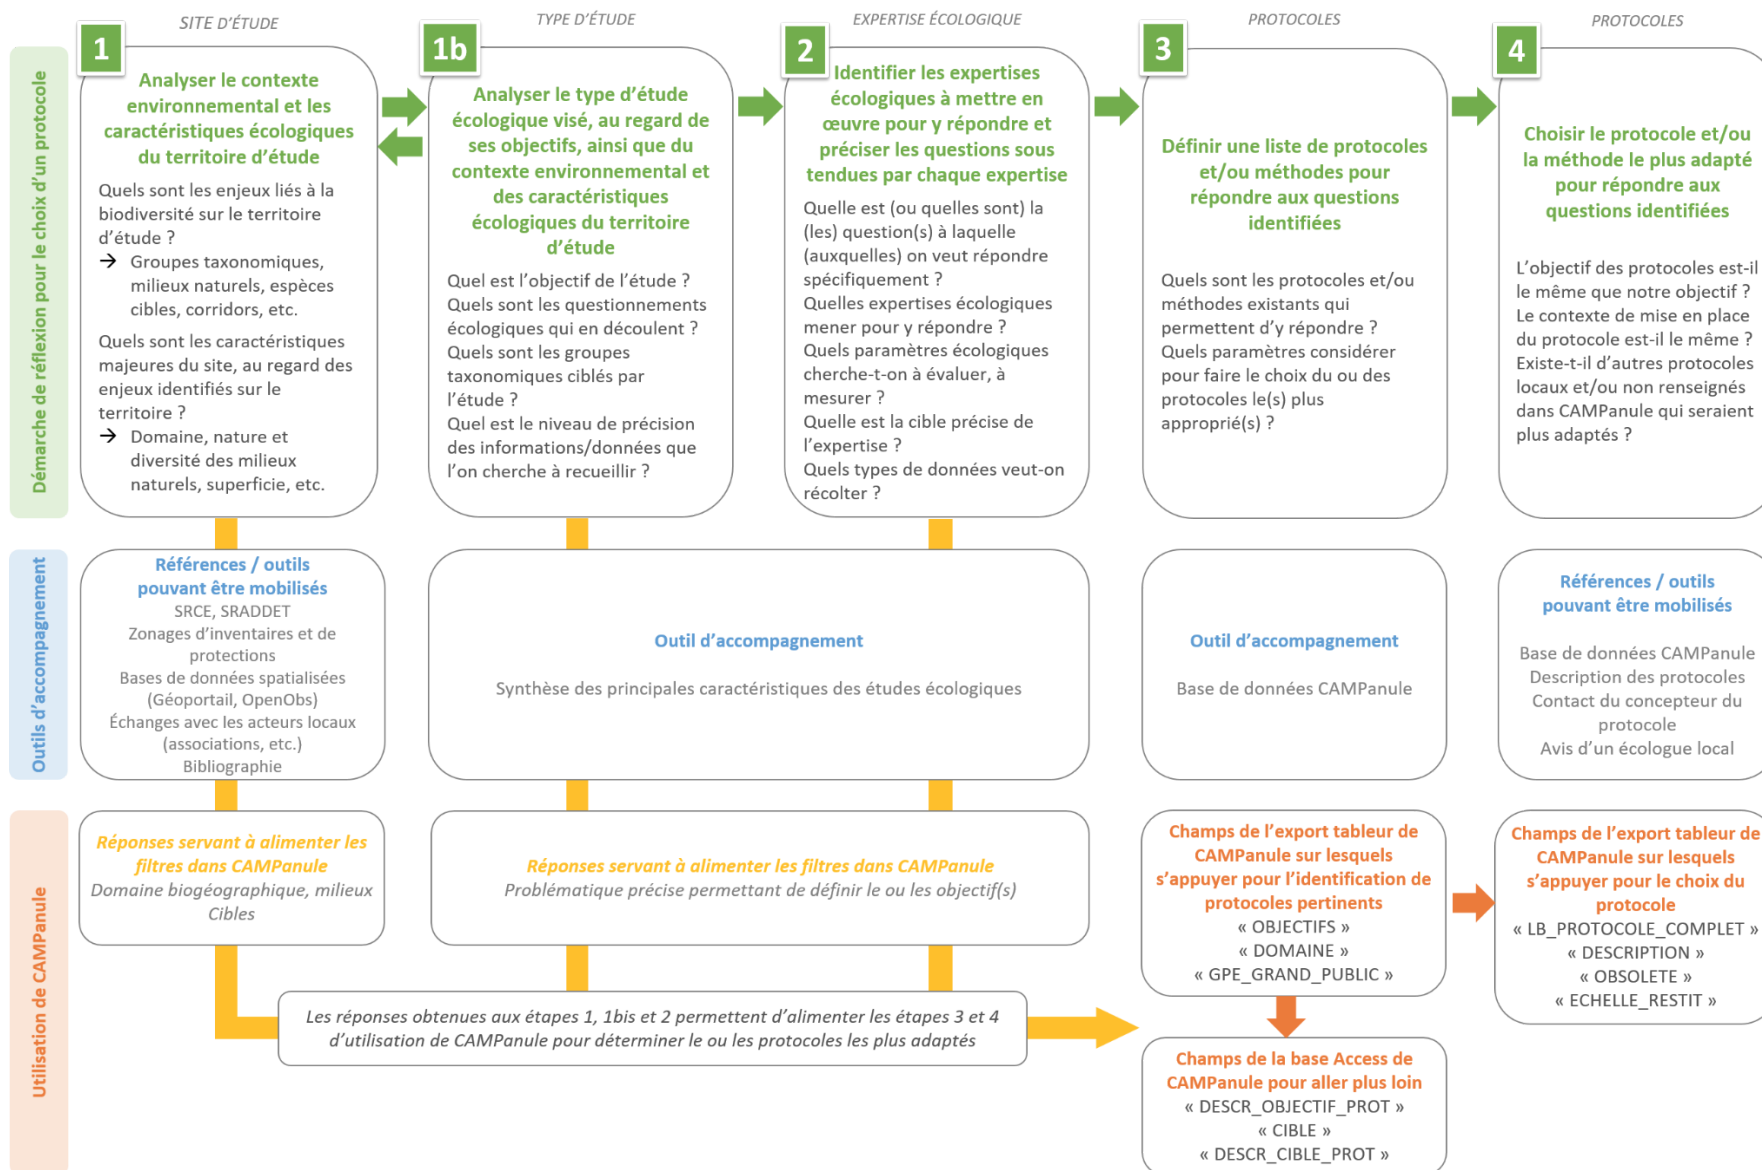 SITE D'ÉTUDE
TYPE D'ÉTUDE
EXPERTISE ÉCOLOGIQUE
PROTOCOLES
PROTOCOLES
Démarche de réflexion pour le choix d'un protocole
1
Analyser le contexte
environnemental et les
caractéristiques écologiques
du territoire d'étude
Quels sont les enjeux liés à la
biodiversité sur le territoire
d'étude ?
→ Groupes taxonomiques,
milieux naturels, espèces
cibles, corridors, etc.
Quels sont les caractéristiques
majeures du site, au regard des
enjeux identifiés sur le
territoire ?
→ Domaine, nature et
diversité des milieux
naturels, superficie, etc.
1b
Analyser le type d'étude
écologique visé, au regard de
ses objectifs, ainsi que du
contexte environnemental et
des caractéristiques
écologiques du territoire
d'étude
Quel est l'objectif de l'étude ?
Quels sont les questionnements
écologiques qui en découlent ?
Quels sont les groupes
taxonomiques ciblés par
l'étude ?
Quel est le niveau de précision
des informations/données que
l'on cherche à recueillir ?
2
Identifier les expertises
écologiques à mettre en
œuvre pour y répondre et
préciser les questions sous
tendues par chaque expertise
Quelle est (ou quelles sont) la
(les) question(s) à laquelle
(auxquelles) on veut répondre
spécifiquement ?
Quelles expertises écologiques
mener pour y répondre ?
Quels paramètres écologiques
cherche-t-on à évaluer, à
mesurer ?
Quelle est la cible précise de
l'expertise ?
Quels types de données veut-on
récolter ?
3
Définir une liste de protocoles
et/ou méthodes pour
répondre aux questions
identifiées
Quels sont les protocoles et/ou
méthodes existants qui
permettent d'y répondre ?
Quels paramètres considérer
pour faire le choix du ou des
protocoles le(s) plus
approprié(s) ?
4
Choisir le protocole et/ou
la méthode le plus adapté
pour répondre aux
questions identifiées
L'objectif des protocoles est-il
le même que notre objectif ?
Le contexte de mise en place
du protocole est-il le même ?
Existe-t-il d'autres protocoles
locaux et/ou non renseignés
dans CAMPanule qui seraient
plus adaptés ?
Outils d'accompagnement
Références / outils
pouvant être mobilisés
SRCE, SRADDET
Zonages d'inventaires et de
protections
Bases de données spatialisées
(Géoportail, OpenObs)
Échanges avec les acteurs locaux
(associations, etc.)
Bibliographie
Outil d'accompagnement
Synthèse des principales caractéristiques des études écologiques
Outil d'accompagnement
Base de données CAMPanule
Références / outils
pouvant être mobilisés
Base de données CAMPanule
Description des protocoles
Contact du concepteur du
protocole
Avis d'un écologue local
Utilisation de CAMPanule
Réponses servant à alimenter les
filtres dans CAMPanule
Domaine biogéographique, milieux
Cibles
Réponses servant à alimenter les filtres dans CAMPanule
Problématique précise permettant de définir le ou les objectif(s)
Champs de l'export tableur de
CAMPanule sur lesquels
s'appuyer pour l'identification de
protocoles pertinents
« OBJECTIFS »
« DOMAINE »
« GPE_GRAND_PUBLIC »
Champs de l'export tableur de
CAMPanule sur lesquels
s'appuyer pour le choix du
protocole
« LB_PROTOCOLE_COMPLET »
« DESCRIPTION »
« OBSOLETE »
« ECHELLE_RESTIT »
Les réponses obtenues aux étapes 1, 1bis et 2 permettent d'alimenter les étapes 3 et 4
d'utilisation de CAMPanule pour déterminer le ou les protocoles les plus adaptés
Champs de la base Access de
CAMPanule pour aller plus loin
« DESCR_OBJECTIF_PROT »
« CIBLE »
« DESCR_CIBLE_PROT »